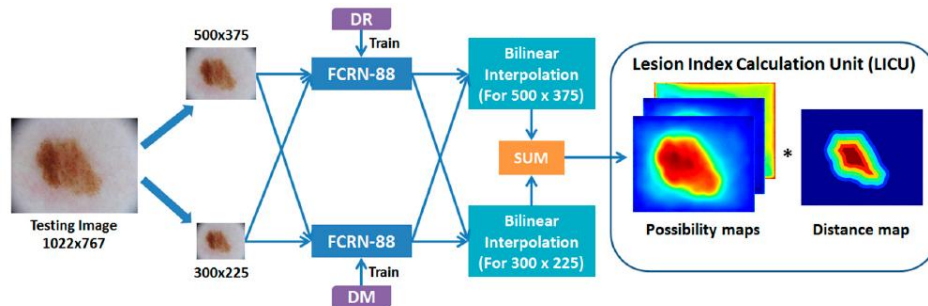 500x375
Testing Image
1022x767
300x225
DR
Train
FCRN-88
FCRN-88
Train
DM
Bilinear
Interpolation
(For 500 x 375)
SUM
Bilinear
Interpolation
(For 300 x 225)
Lesion Index Calculation Unit (LICU)
*
Possibility maps
Distance map